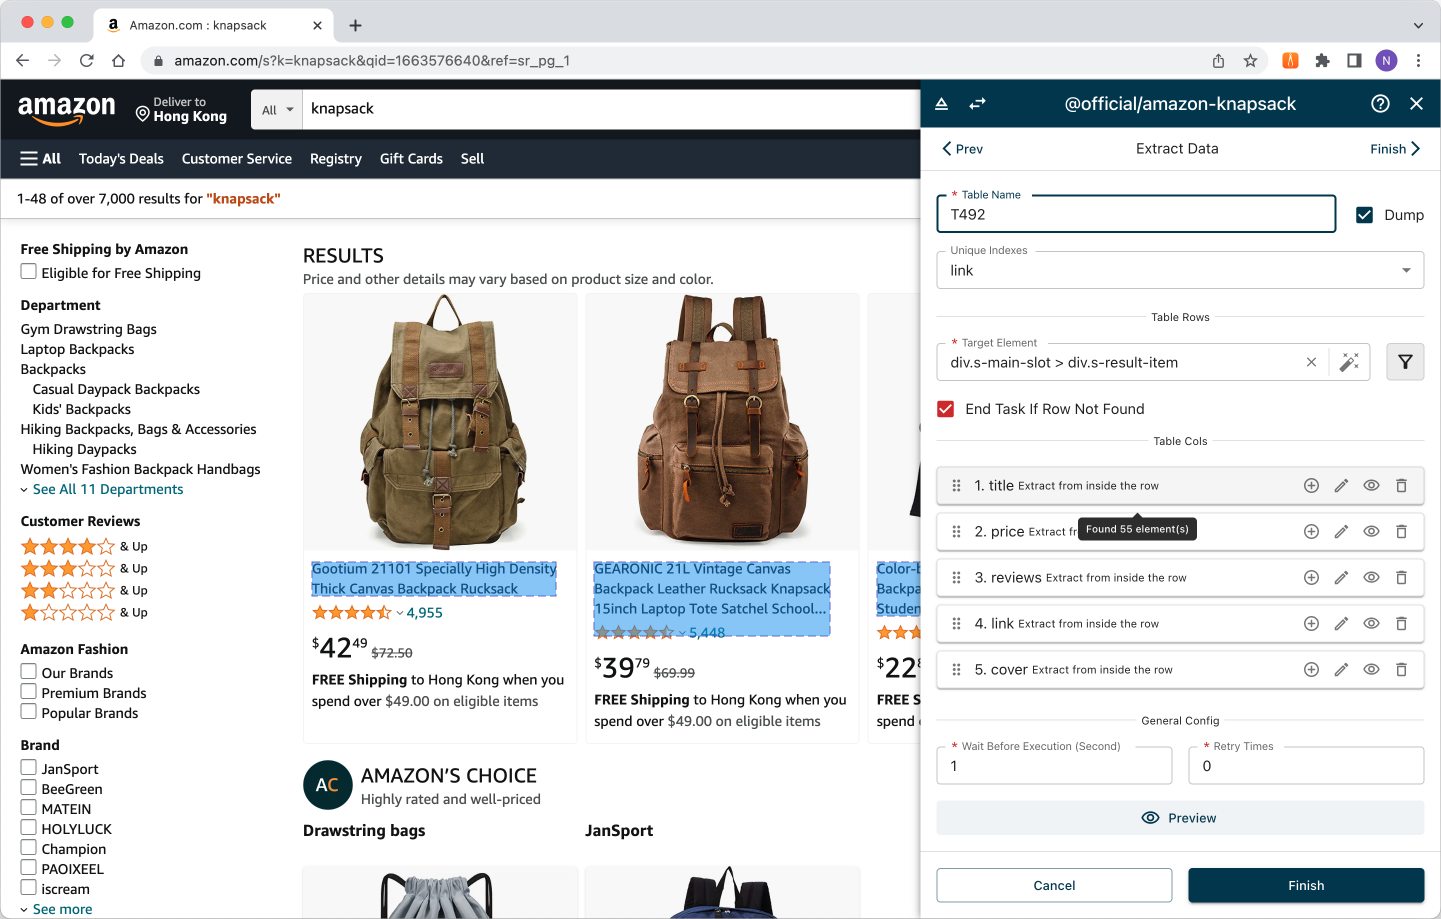 Amazon.com : knapsack
amazon.com/s?k=knapsack&qid=1663576640&ref=sr_pg_1
N
amazon
Deliver to
Hong Kong
All
knapsack
All
Today's Deals
Customer Service
Registry
Gift Cards
Sell
1-48 of over 7,000 results for "knapsack"
Free Shipping by Amazon
Eligible for Free Shipping
Department
Gym Drawstring Bags
Laptop Backpacks
Backpacks
Casual Daypack Backpacks
Kids' Backpacks
Hiking Backpacks, Bags & Accessories
Hiking Daypacks
Women's Fashion Backpack Handbags
See All 11 Departments
Customer Reviews
& Up
& Up
& Up
& Up
Amazon Fashion
Our Brands
Premium Brands
Popular Brands
Brand
JanSport
BeeGreen
MATEIN
HOLYLUCK
Champion
PAOIXEEL
iscream
See more
RESULTS
Price and other details may vary based on product size and color.
Gootium 21101 Specially High Density
Thick Canvas Backpack Rucksack
4,955
$42 49 $72.50
FREE Shipping to Hong Kong when you
spend over $49.00 on eligible items
GEARONIC 21L Vintage Canvas
Backpack Leather Rucksack Knapsack
15inch Laptop Tote Satchel School...
5,448
$39 79 $69.99
FREE Shipping to Hong Kong when you
spend over $49.00 on eligible items
Color-b
Backpa
Studen
$22
FREE S
spend
AC
AMAZON'S CHOICE
Highly rated and well-priced
Drawstring bags
JanSport
@official/amazon-knapsack
Prev
Extract Data
Finish
* Table Name
T492
Dump
Unique Indexes
link
Table Rows
* Target Element
div.s-main-slot > div.s-result-item
End Task If Row Not Found
Table Cols
1. title Extract from inside the row
Found 55 element(s)
2. price Extract fr
3. reviews Extract from inside the row
4. link Extract from inside the row
5. cover Extract from inside the row
General Config
* Wait Before Execution (Second)
1
* Retry Times
0
Preview
Cancel
Finish